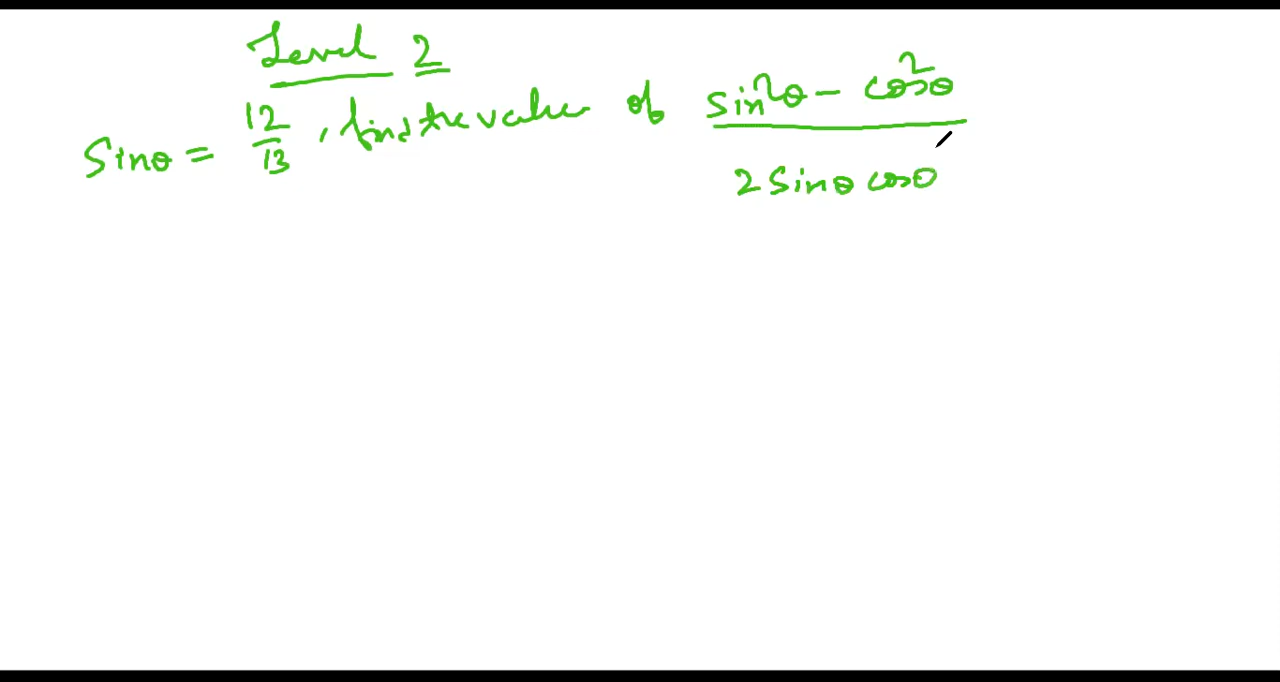 Level 2
Sinθ = 12/13, find the value of (sin²θ - cos²θ)/(2 sinθ cosθ)